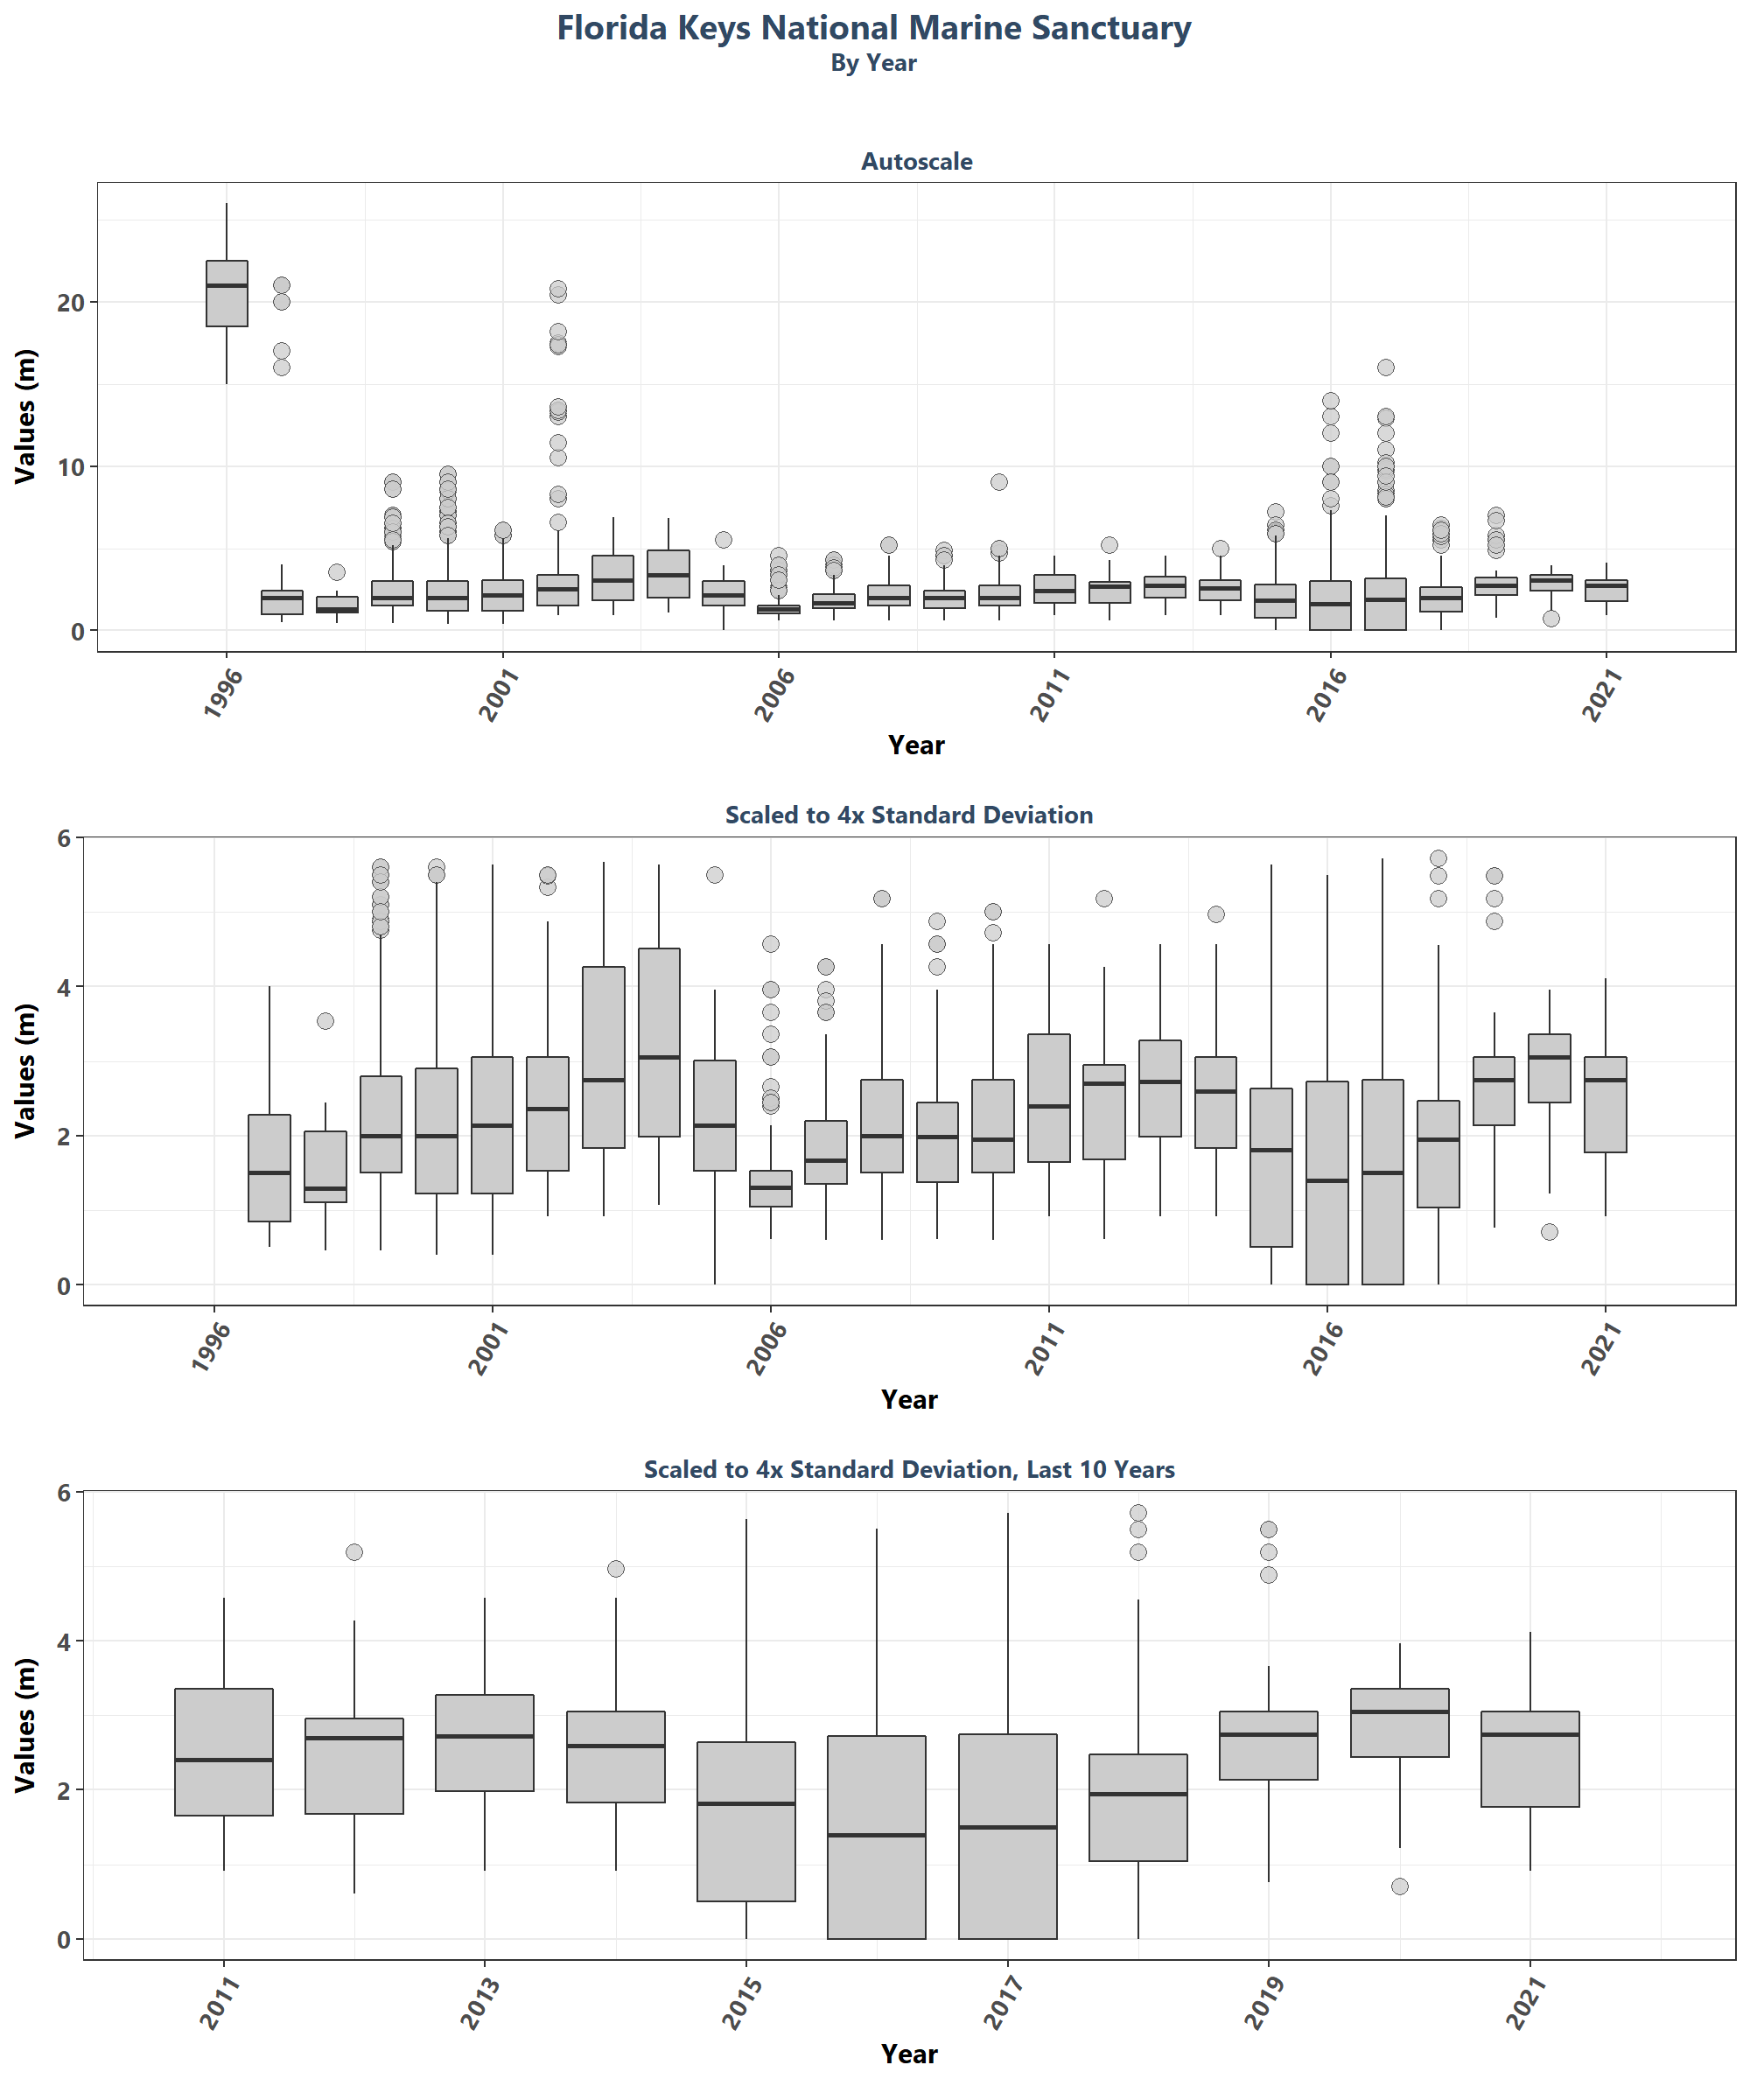 Florida Keys National Marine Sanctuary
By Year
Autoscale
Values (m)
20
10
0
1996
2001
2006
2011
2016
2021
Year
Scaled to 4x Standard Deviation
Values (m)
6
4
2
0
1996
2001
2006
2011
2016
2021
Year
Scaled to 4x Standard Deviation, Last 10 Years
Values (m)
6
4
2
0
2011
2013
2015
2017
2019
2021
Year